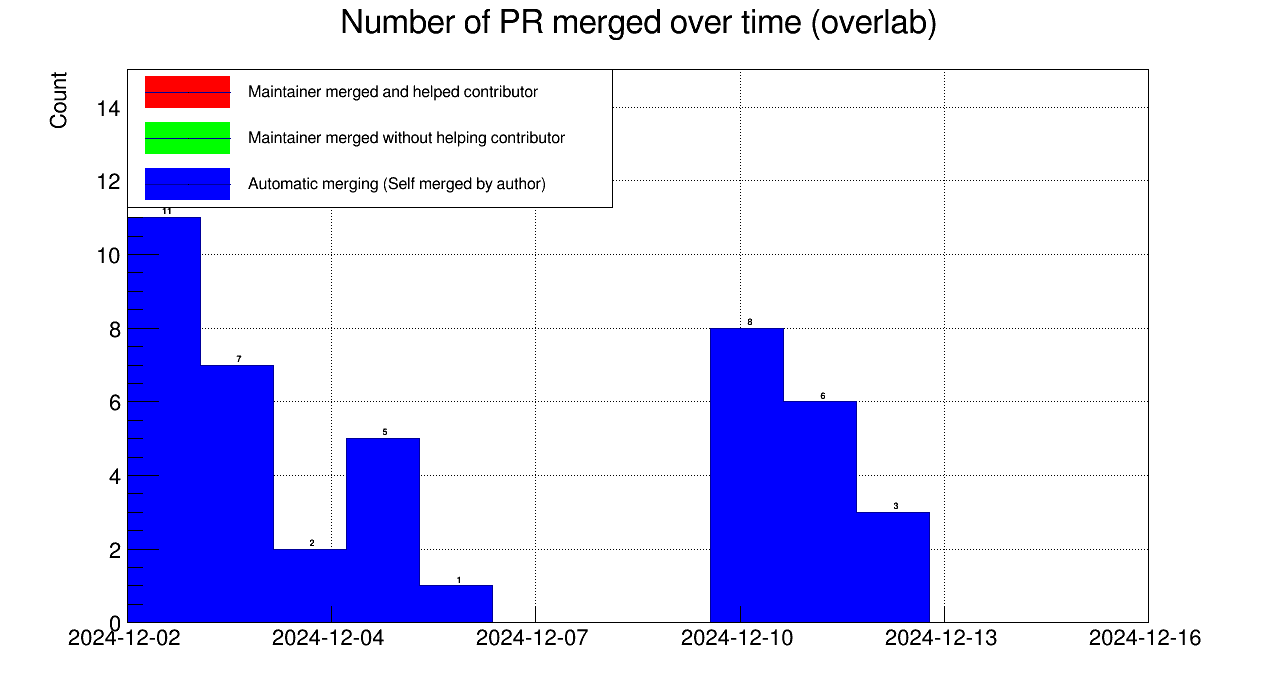 Number of PR merged over time (overlab)
Count
Maintainer merged and helped contributor
Maintainer merged without helping contributor
Automatic merging (Self merged by author)
14
12
10
8
6
4
2
0
11
7
2
5
1
8
6
3
2024-12-02 2024-12-04 2024-12-07 2024-12-10 2024-12-13 2024-12-16